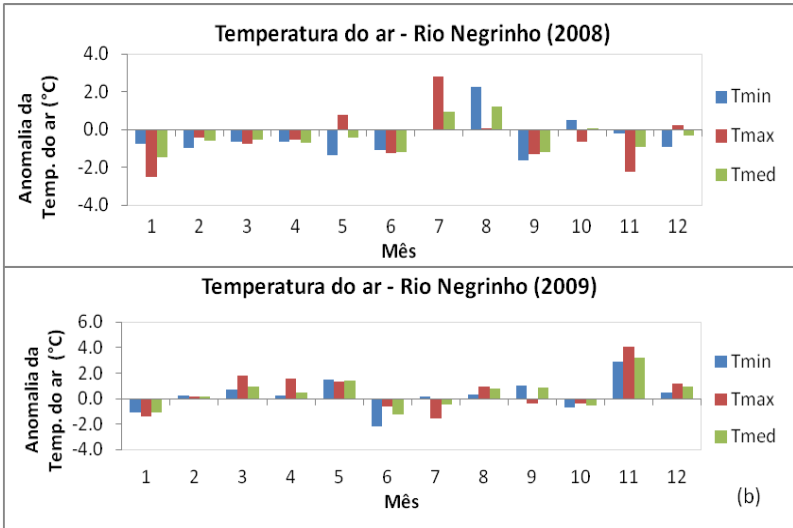 Temperatura do ar - Rio Negrinho (2008)
Anomalia da
Temp. do ar (°C)
4.0
2.0
0.0
-2.0
-4.0
1 2 3 4 5 6 7 8 9 10 11 12
Mês
Tmin
Tmax
Tmed
Temperatura do ar - Rio Negrinho (2009)
Anomalia da
Temp. do ar (°C)
6.0
4.0
2.0
0.0
-2.0
-4.0
1 2 3 4 5 6 7 8 9 10 11 12
Mês
Tmin
Tmax
Tmed
(b)